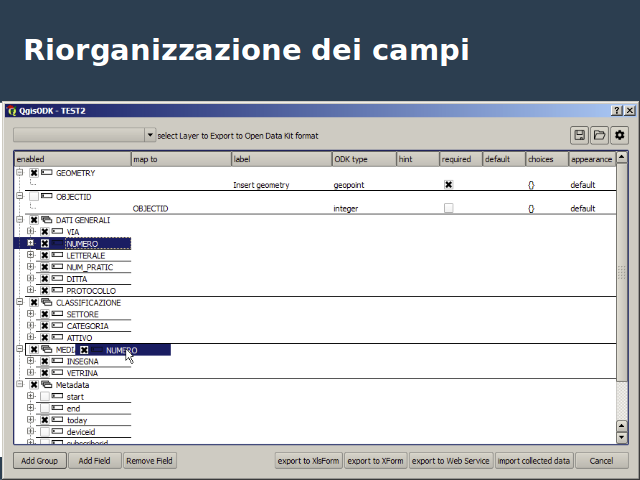 Riorganizzazione dei campi
QgisODK - TEST2
select Layer to Export to Open Data Kit format
enabled map to label ODK type hint required default choices appearance
GEOMETRY
Insert geometry geopoint {} default
OBJECTID
OBJECTID integer {} default
DATI GENERALI
VIA
NUMERO
LETTERALE
NUM_PRATIC
DITTA
PROTOCOLLO
CLASSIFICAZIONE
SETTORE
CATEGORIA
ATTIVO
MEDI NUMERO
INSEGNA
VETRINA
Metadata
start
end
today
deviceid
Add Group Add Field Remove Field export to XlsForm export to XForm export to Web Service import collected data Cancel